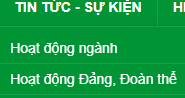 TIN TỨC - SỰ KIỆN
Hoạt động ngành
Hoạt động Đảng, Đoàn thể